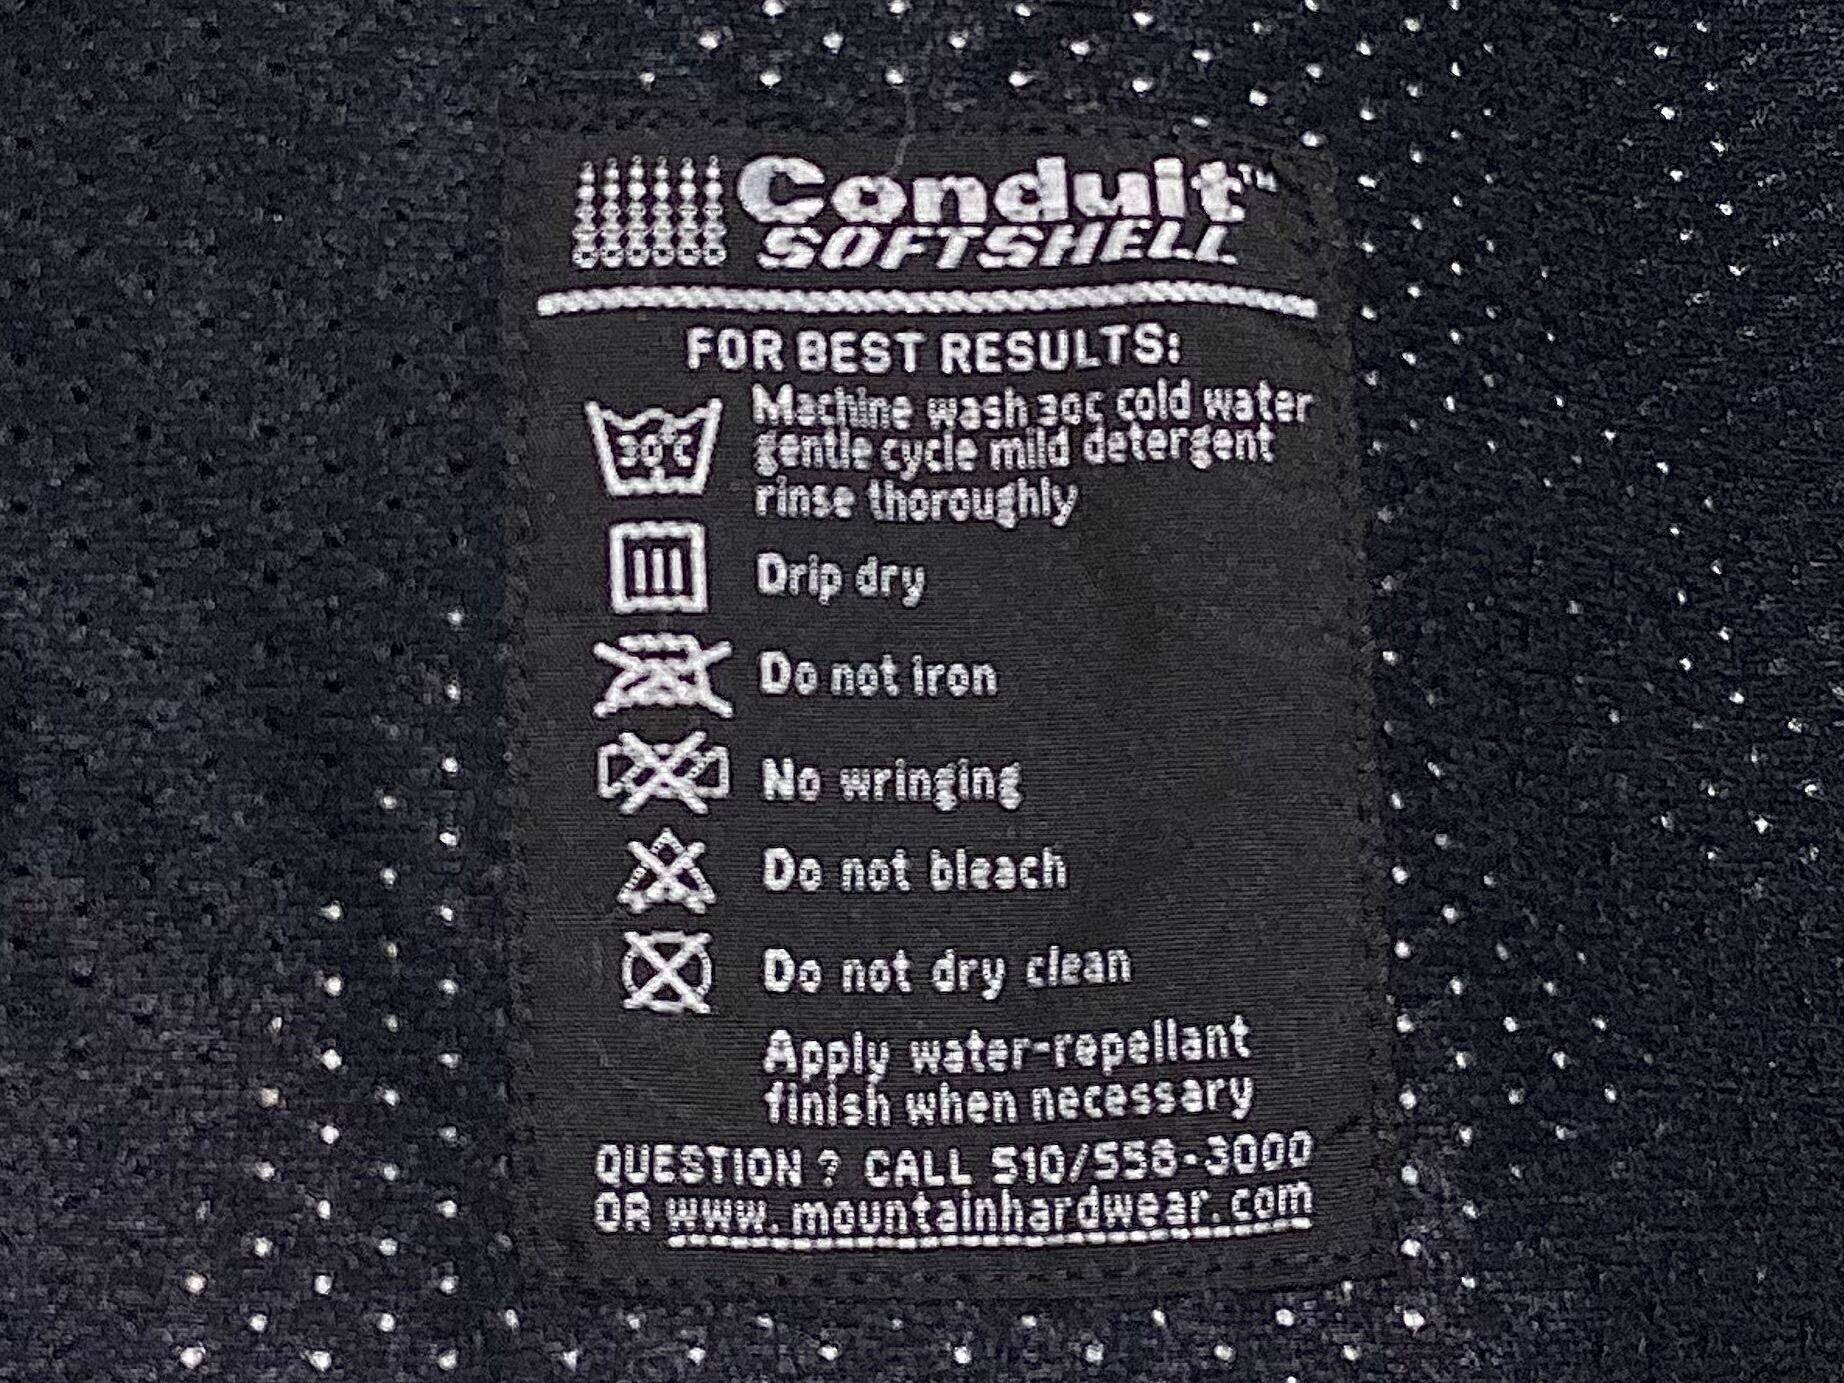 Conduit™
SOFTSHELL
FOR BEST RESULTS:
Machine wash 30c cold water
gentle cycle mild detergent
rinse thoroughly
30°C
Drip dry
Do not iron
No wringing
Do not bleach
Do not dry clean
Apply water-repellant
finish when necessary
QUESTION ? CALL 510/558-3000
OR www.mountainhardwear.com